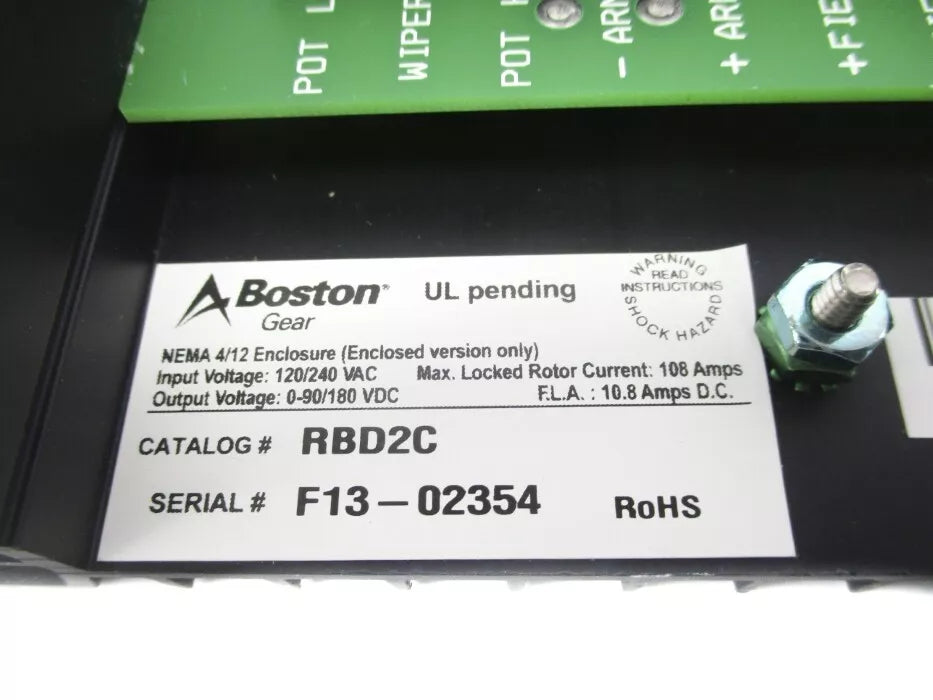 POT L
WIPER
POT H
- ARM
+ ARM
+ FIE
Boston®
Gear
UL pending
WARNING
READ
INSTRUCTIONS
SHOCK HAZARD
NEMA 4/12 Enclosure (Enclosed version only)
Input Voltage: 120/240 VAC Max. Locked Rotor Current: 108 Amps
Output Voltage: 0-90/180 VDC F.L.A. : 10.8 Amps D.C.
CATALOG # RBD2C
SERIAL # F13-02354 RoHS